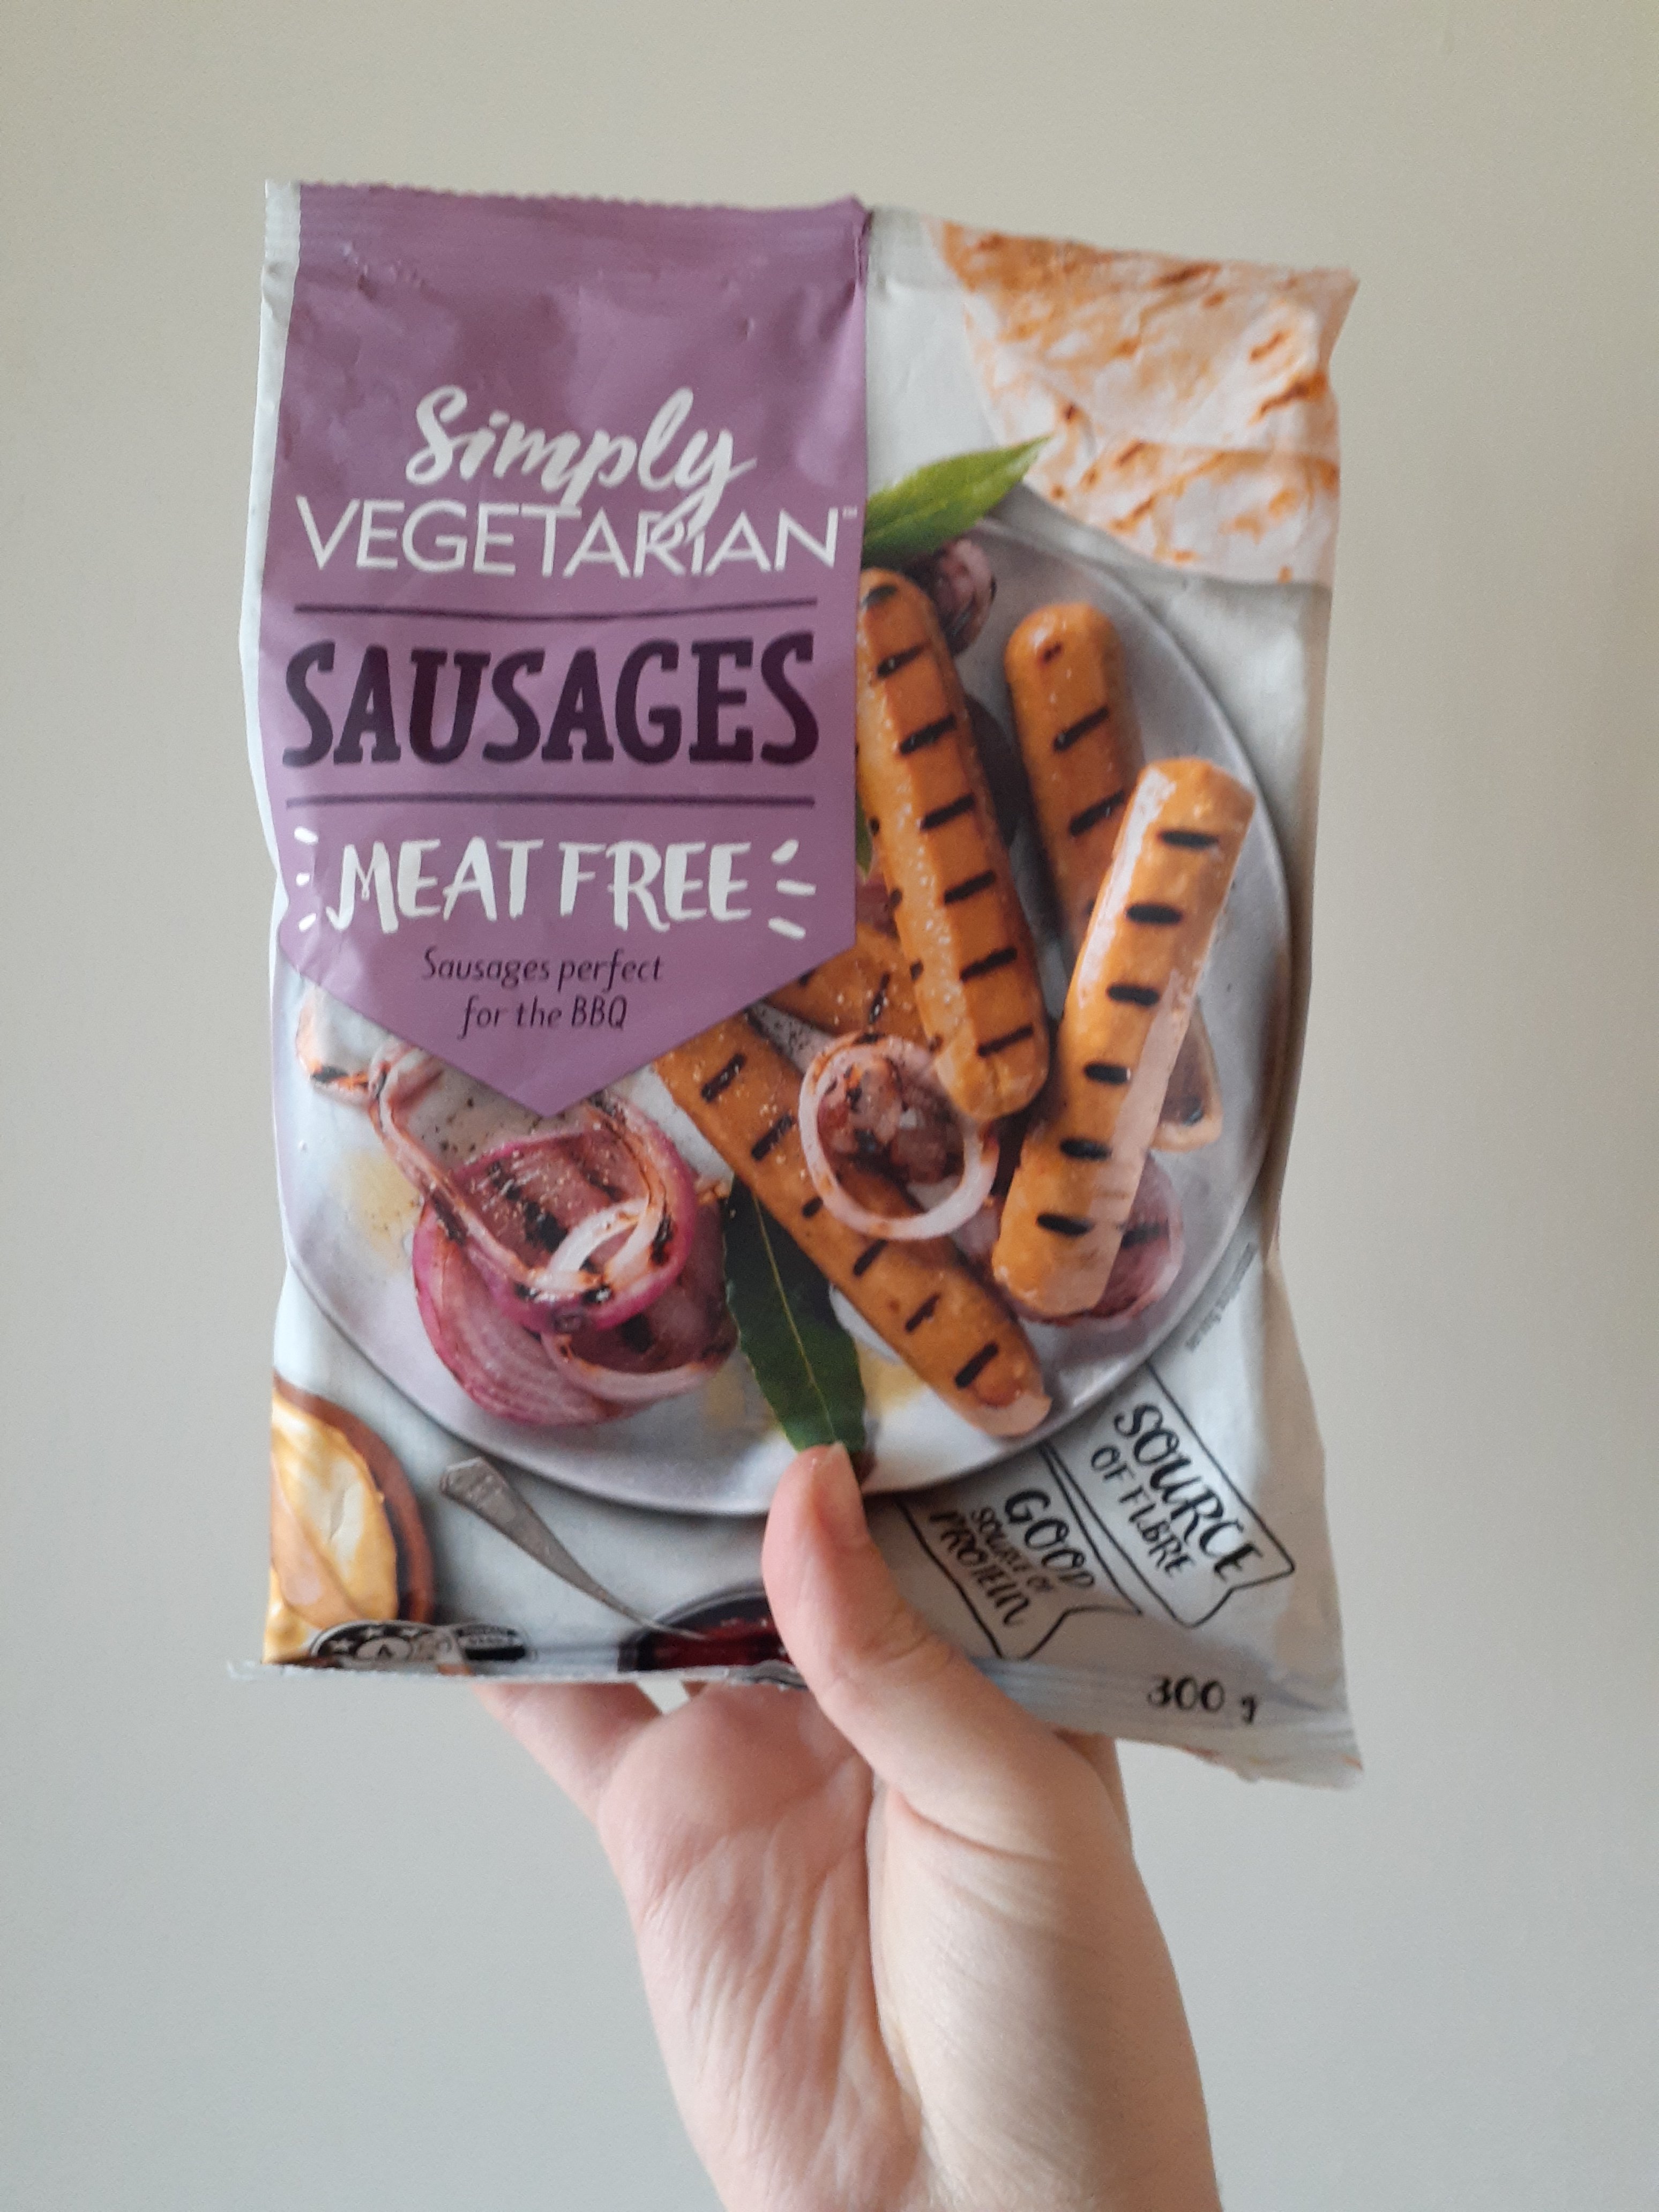 Simply
VEGETARIAN™
SAUSAGES
MEAT FREE
Sausages perfect
for the BBQ
SOURCE
OF FIBRE
GOOD
SOURCE OF
PROTEIN
300 g